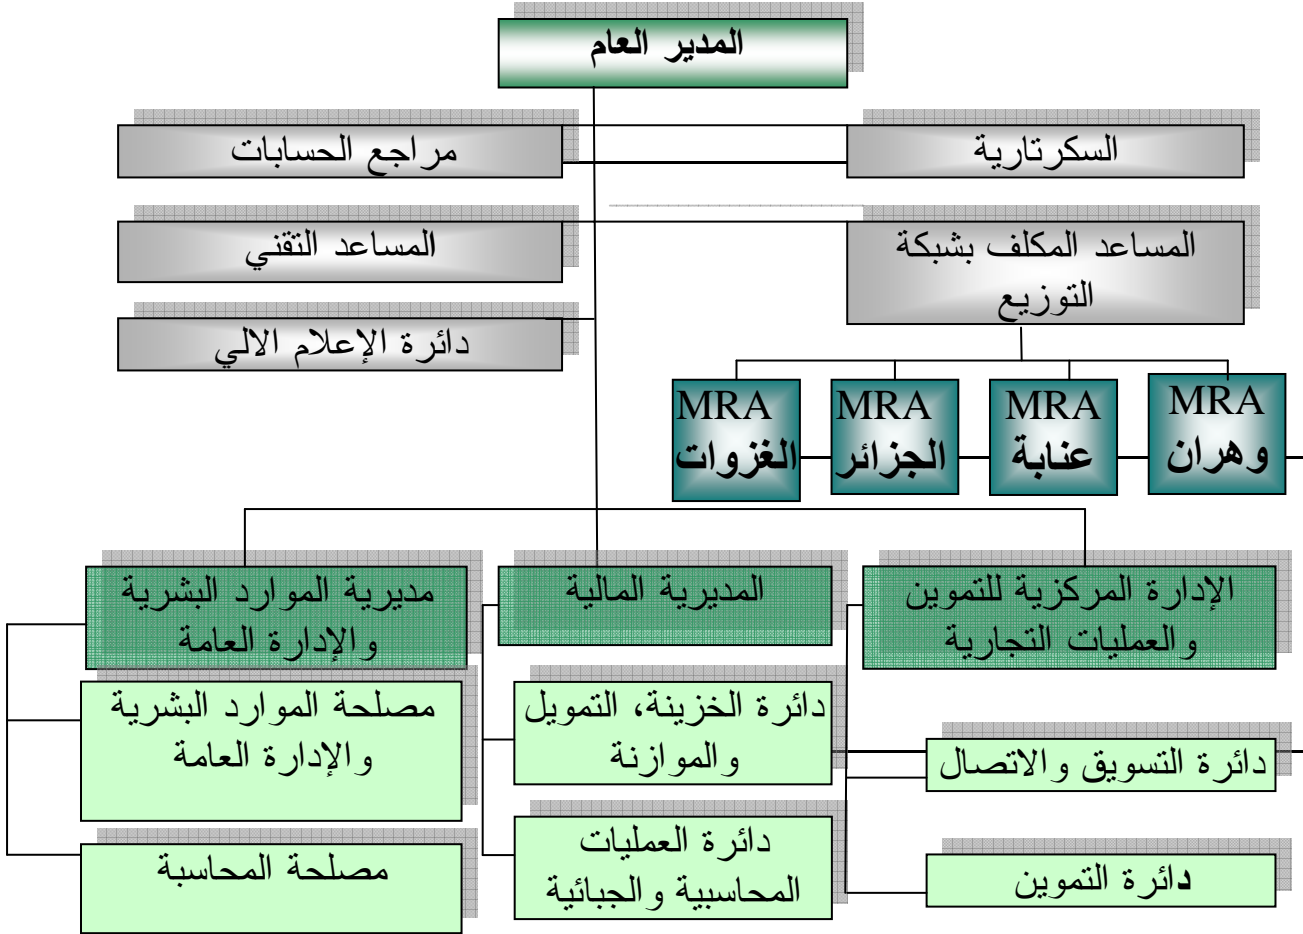 المدير العام
السكرتارية
مراجع الحسابات
المساعد المكلف بشبكة
التوزيع
المساعد التقني
دائرة الإعلام الالي
MRA
وهران
MRA
عنابة
MRA
الجزائر
MRA
الغزوات
الإدارة المركزية للتموين
والعمليات التجارية
المديرية المالية
مديرية الموارد البشرية
والإدارة العامة
دائرة التسويق والاتصال
دائرة الخزينة، التمويل
والموازنة
مصلحة الموارد البشرية
والإدارة العامة
دائرة التموين
دائرة العمليات
المحاسبية والجبائية
مصلحة المحاسبة